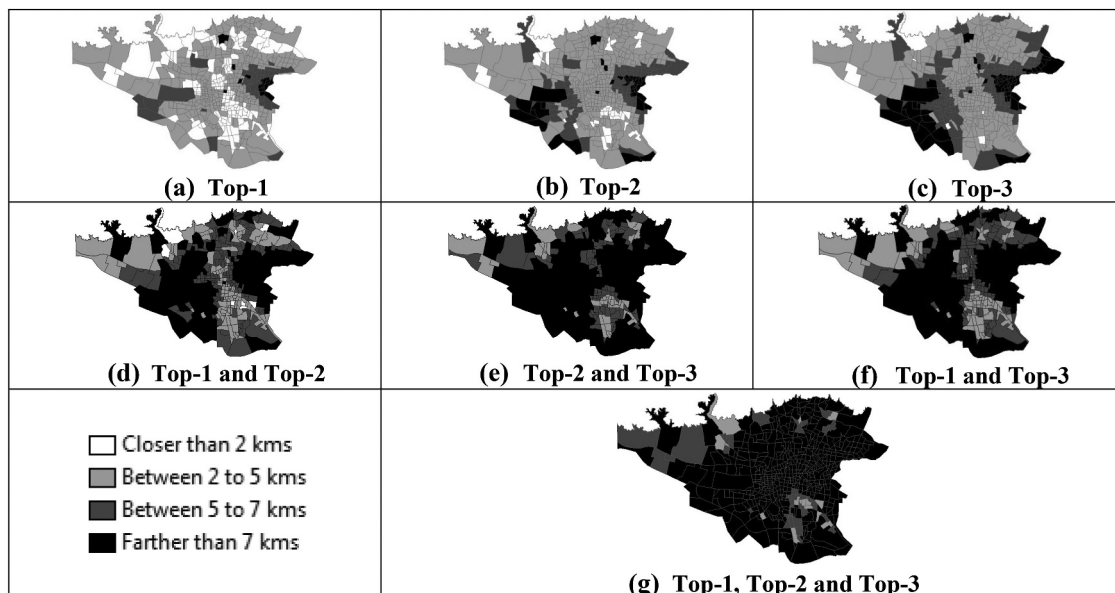 (a) Top-1
(b) Top-2
(c) Top-3
(d) Top-1 and Top-2
(e) Top-2 and Top-3
(f) Top-1 and Top-3
Closer than 2 kms
Between 2 to 5 kms
Between 5 to 7 kms
Farther than 7 kms
(g) Top-1, Top-2 and Top-3